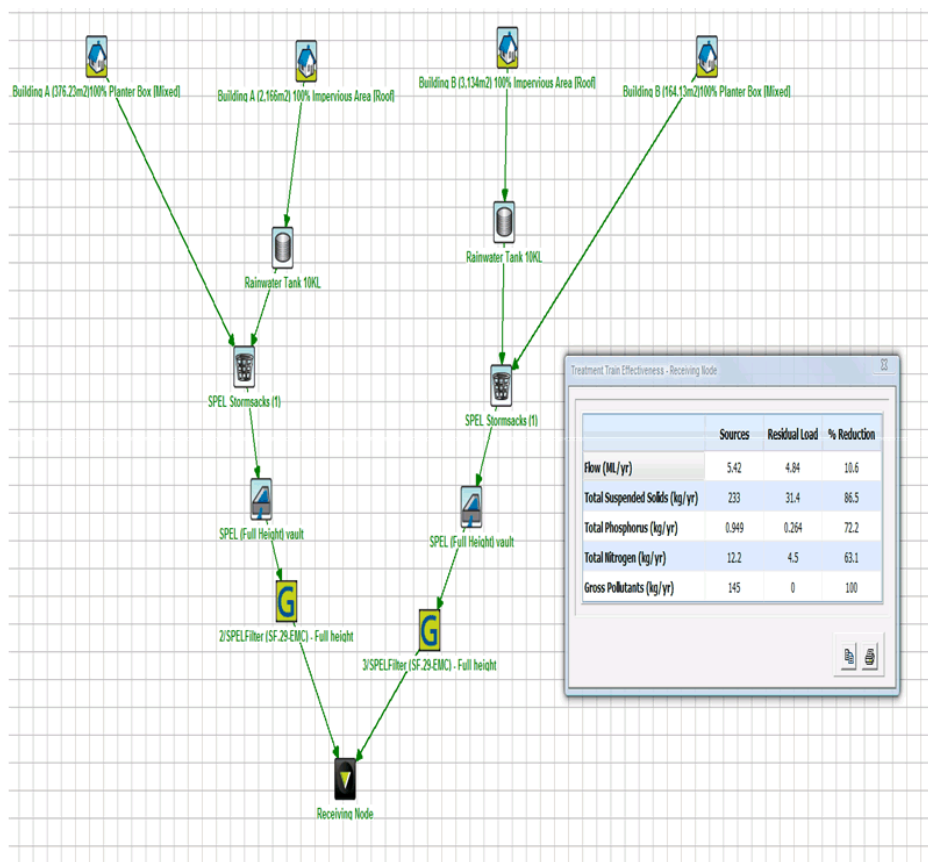 Building A (376.23m2)100% Planter Box [Mixed]
Building A (2,166m2) 100% Impervious Area [Roof]
Building B (3,134m2) 100% Impervious Area [Roof]
Building B (164.13m2)100% Planter Box [Mixed]
Rainwater Tank 10KL
Rainwater Tank 10KL
SPEL Stormsacks (1)
SPEL Stormsacks (1)
SPEL (Full Height) vault
SPEL (Full Height) vault
G
2/SPELFilter (SF.29-EMC) - Full height
G
3/SPELFilter (SF.29-EMC) - Full height
Receiving Node
Treatment Train Effectiveness - Receiving Node
Sources Residual Load % Reduction
Flow (ML/yr) 5.42 4.84 10.6
Total Suspended Solids (kg/yr) 233 31.4 86.5
Total Phosphorus (kg/yr) 0.949 0.264 72.2
Total Nitrogen (kg/yr) 12.2 4.5 63.1
Gross Pollutants (kg/yr) 145 0 100